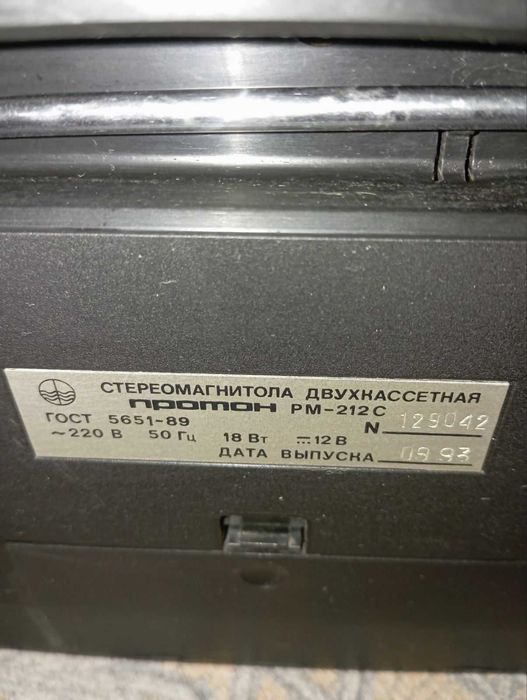 СТЕРЕОМАГНИТОЛА ДВУХКАССЕТНАЯ
ПРОТОН РМ-212С
ГОСТ 5651-89 N 129042
~220 В 50 Гц 18 Вт ⎓12 В
ДАТА ВЫПУСКА 09 93